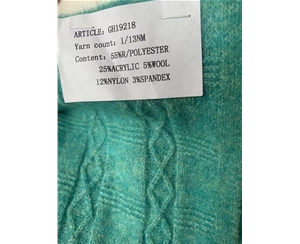 ARTICLE: GH19218
Yarn count: 1/13NM
Content: 55%R/POLYESTER
25%ACRYLIC 5%WOOL
12%NYLON 3%SPANDEX